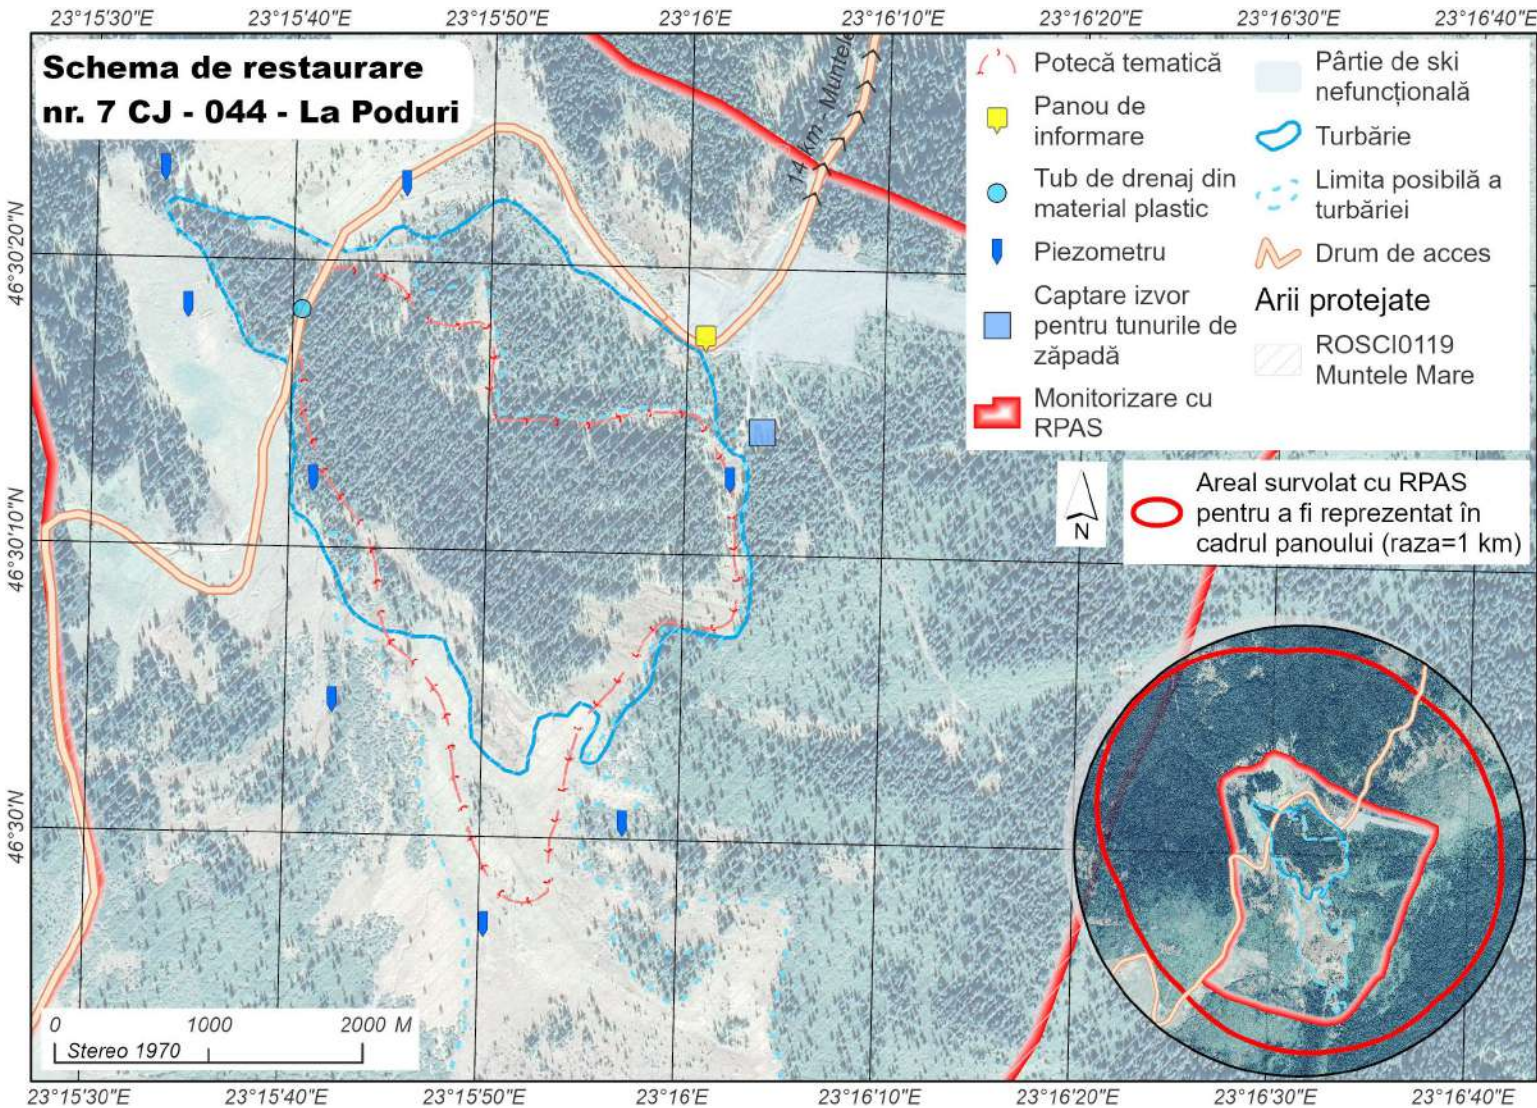 23°15'30"E 23°15'40"E 23°15'50"E 23°16'E 23°16'10"E 23°16'20"E 23°16'30"E 23°16'40"E
Schema de restaurare
nr. 7 CJ - 044 - La Poduri
14 km - Muntele
46°30'20"N
46°30'10"N
46°30'N
Potecă tematică
Panou de
informare
Tub de drenaj din
material plastic
Piezometru
Captare izvor
pentru tunurile de
zăpadă
Monitorizare cu
RPAS
Pârtie de ski
nefuncțională
Turbărie
Limita posibilă a
turbăriei
Drum de acces
Arii protejate
ROSCI0119
Muntele Mare
N
Areal survolat cu RPAS
pentru a fi reprezentat în
cadrul panoului (raza=1 km)
0 1000 2000 M
Stereo 1970
23°15'30"E 23°15'40"E 23°15'50"E 23°16'E 23°16'10"E 23°16'20"E 23°16'30"E 23°16'40"E